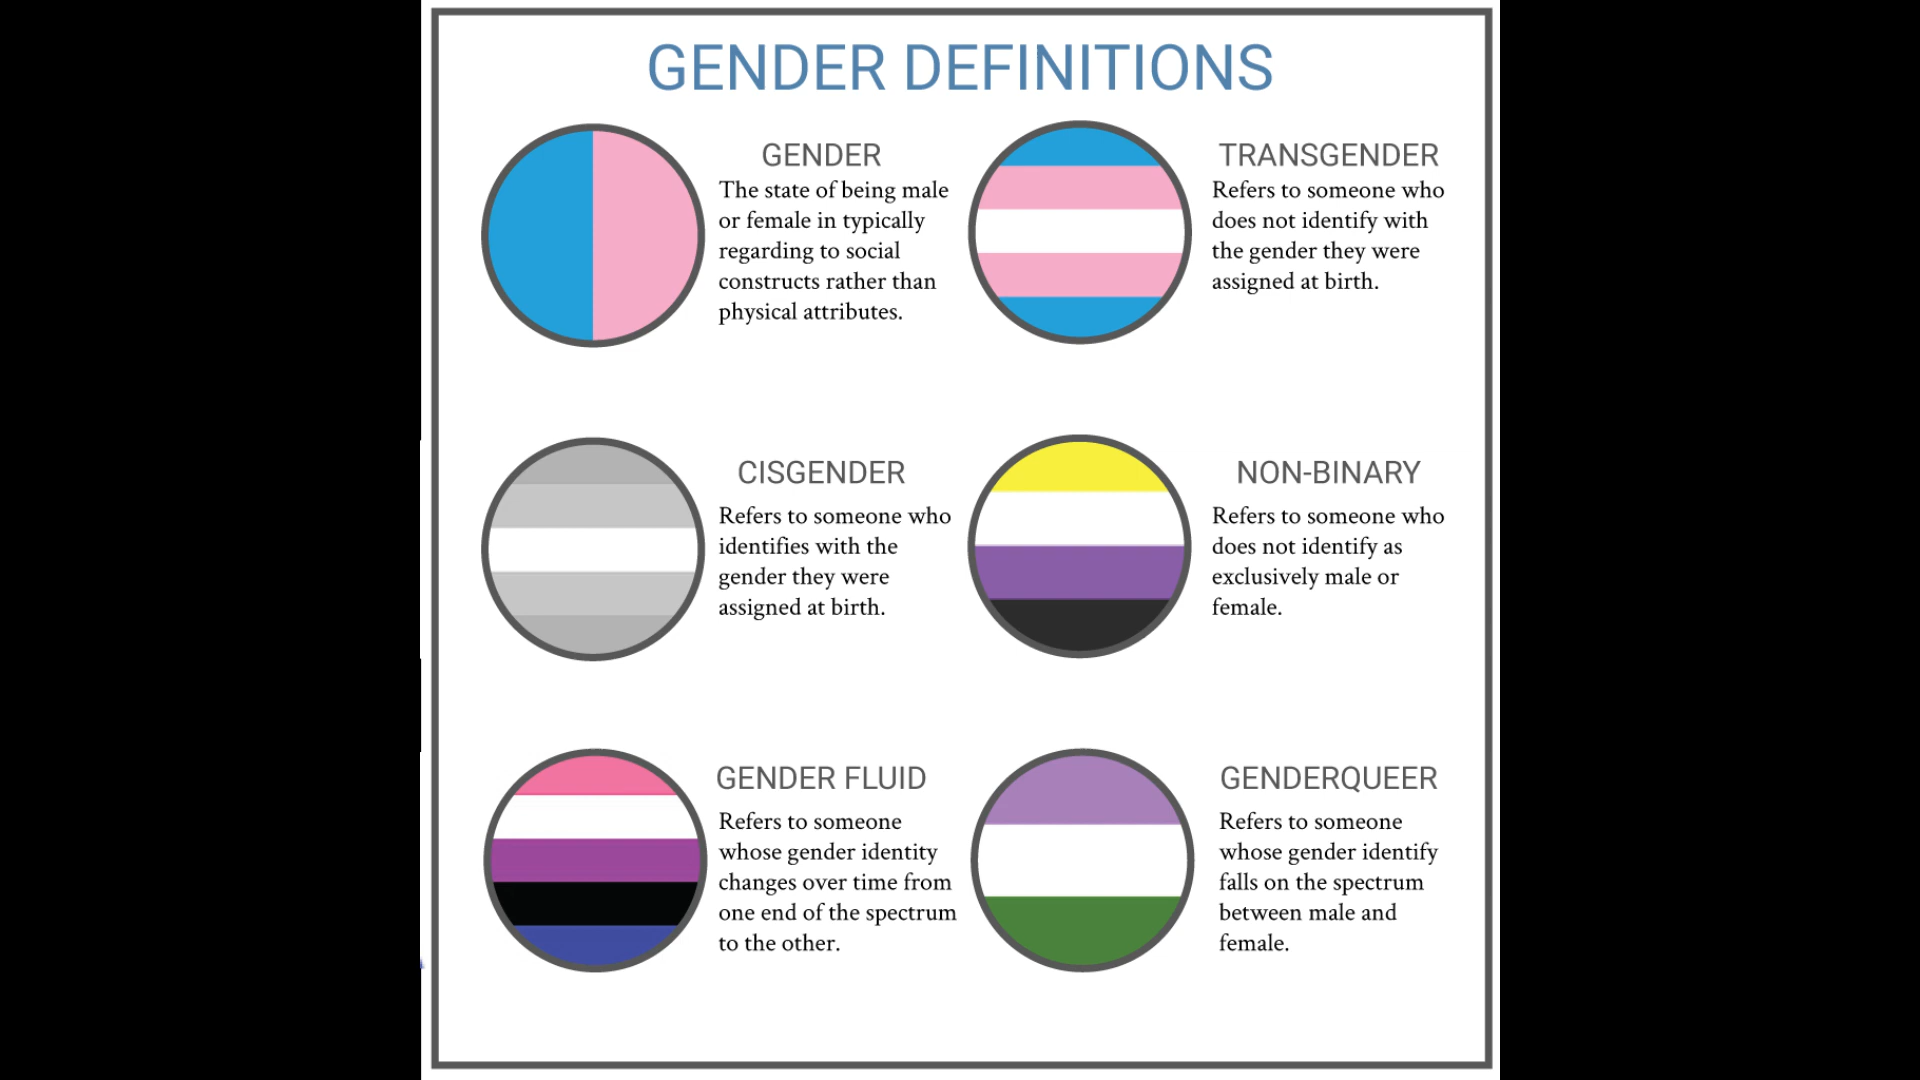 GENDER DEFINITIONS
GENDER
The state of being male
or female in typically
regarding to social
constructs rather than
physical attributes.
TRANSGENDER
Refers to someone who
does not identify with
the gender they were
assigned at birth.
CISGENDER
Refers to someone who
identifies with the
gender they were
assigned at birth.
NON-BINARY
Refers to someone who
does not identify as
exclusively male or
female.
GENDER FLUID
Refers to someone
whose gender identity
changes over time from
one end of the spectrum
to the other.
GENDERQUEER
Refers to someone
whose gender identify
falls on the spectrum
between male and
female.